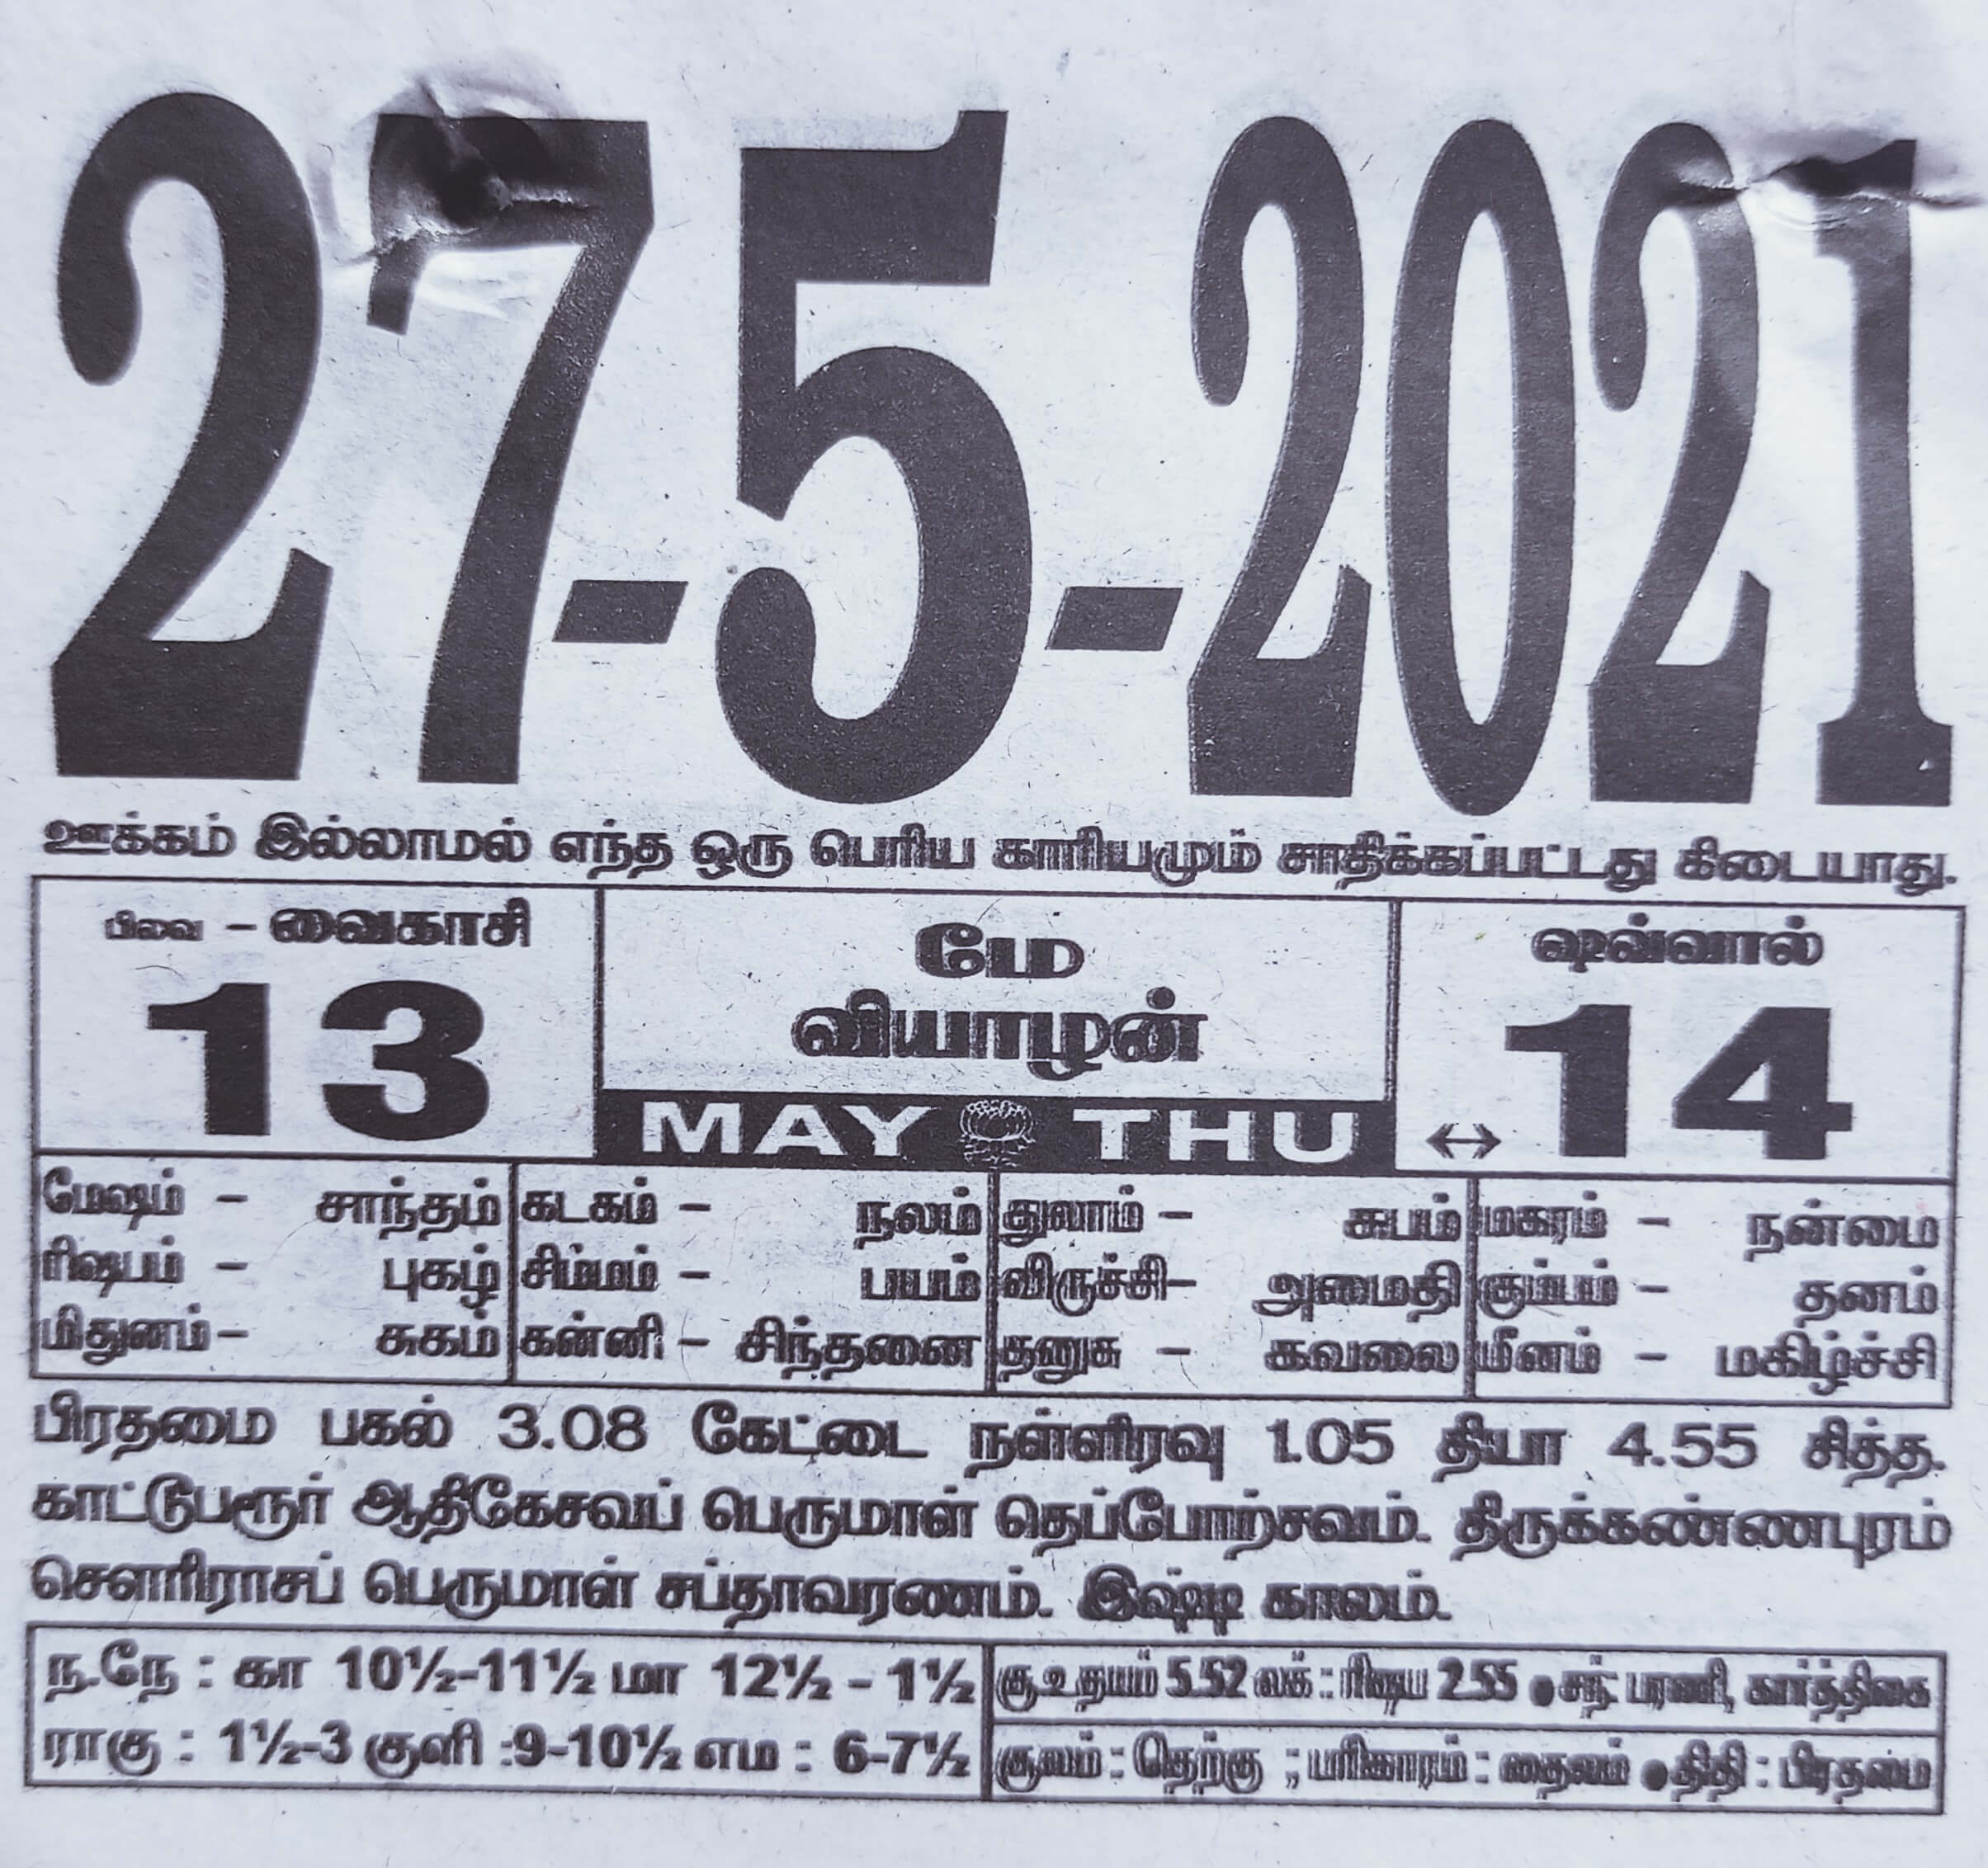 27-5-2021
ஊக்கம் இல்லாமல் எந்த ஒரு பெரிய காரியமும் சாதிக்கப்பட்டது கிடையாது.
பிலவ - வைகாசி
13
மே
வியாழன்
MAY THU
ஷவ்வால்
↔ 14
மேஷம் - சாந்தம் கடகம் - நலம் துலாம் - சுபம் மகரம் - நன்மை
ரிஷபம் - புகழ் சிம்மம் - பயம் விருச்சி- அமைதி கும்பம் - தனம்
மிதுனம்- சுகம் கன்னி - சிந்தனை தனுசு - கவலை மீனம் - மகிழ்ச்சி
பிரதமை பகல் 3.08 கேட்டை நள்ளிரவு 1.05 தியா 4.55 சித்த.
காட்டூபரூர் ஆதிகேசவப் பெருமாள் தெப்போற்சவம். திருக்கண்ணபுரம்
சௌரிராசப் பெருமாள் சப்தாவரணம். இஷ்டி காலம்.
ந.நே : கா 10½-11½ மா 12½ - 1½
ராகு : 1½-3 குளி :9-10½ எம : 6-7½
சூ.உதயம் 5.52 லக் : ரிஷப 2.55 ●சந்: பரணி, கார்த்திகை
சூலம் : தெற்கு ; பரிகாரம் : தைலம் ●திதி : பிரதமை